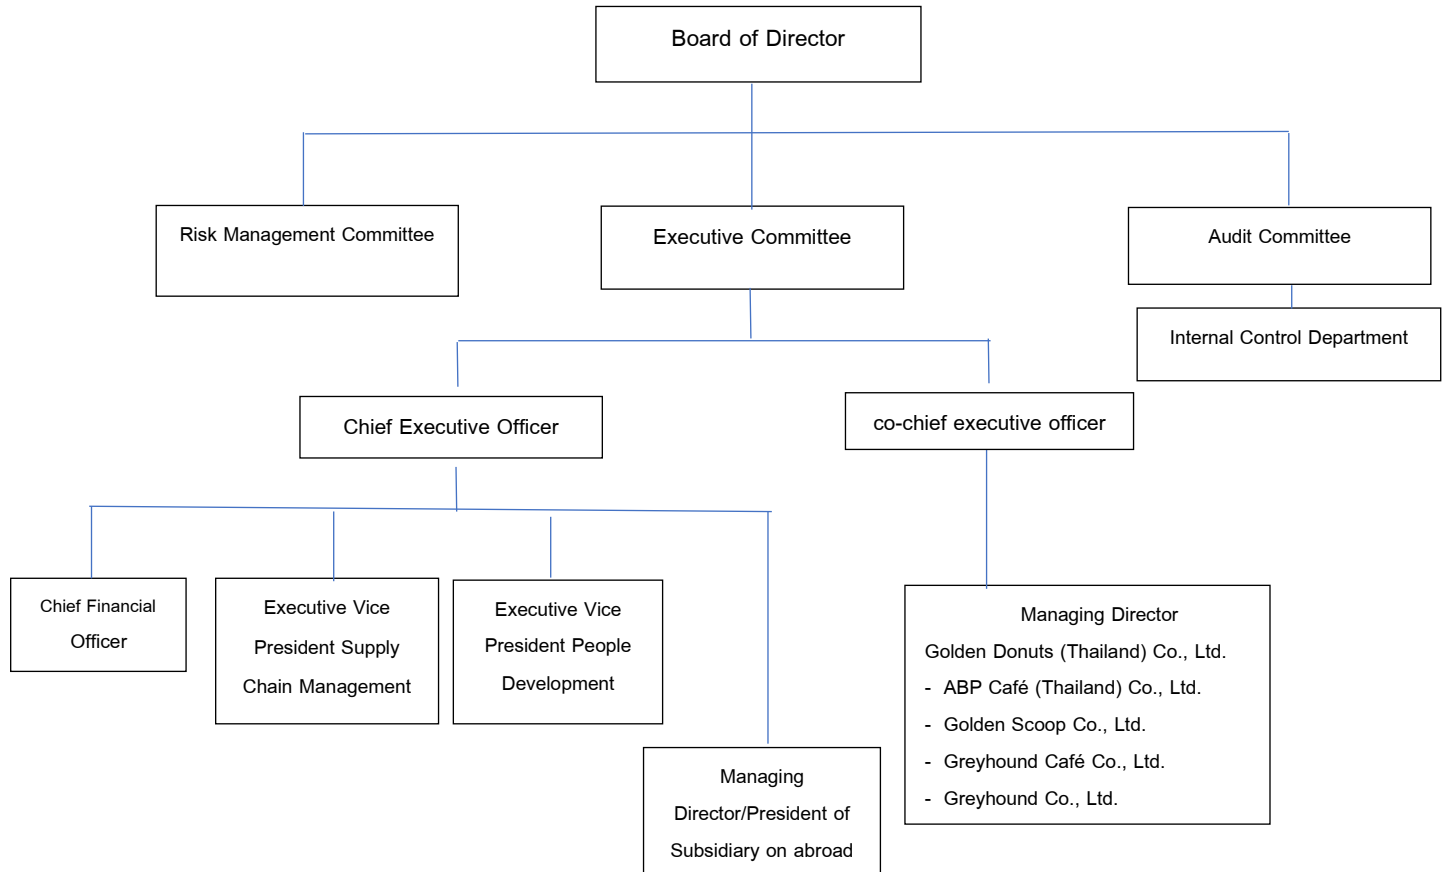 Board of Director
Risk Management Committee
Executive Committee
Audit Committee
Internal Control Department
Chief Executive Officer
co-chief executive officer
Chief Financial
Officer
Executive Vice
President Supply
Chain Management
Executive Vice
President People
Development
Managing
Director/President of
Subsidiary on abroad
Managing Director
Golden Donuts (Thailand) Co., Ltd.
- ABP Café (Thailand) Co., Ltd.
- Golden Scoop Co., Ltd.
- Greyhound Café Co., Ltd.
- Greyhound Co., Ltd.